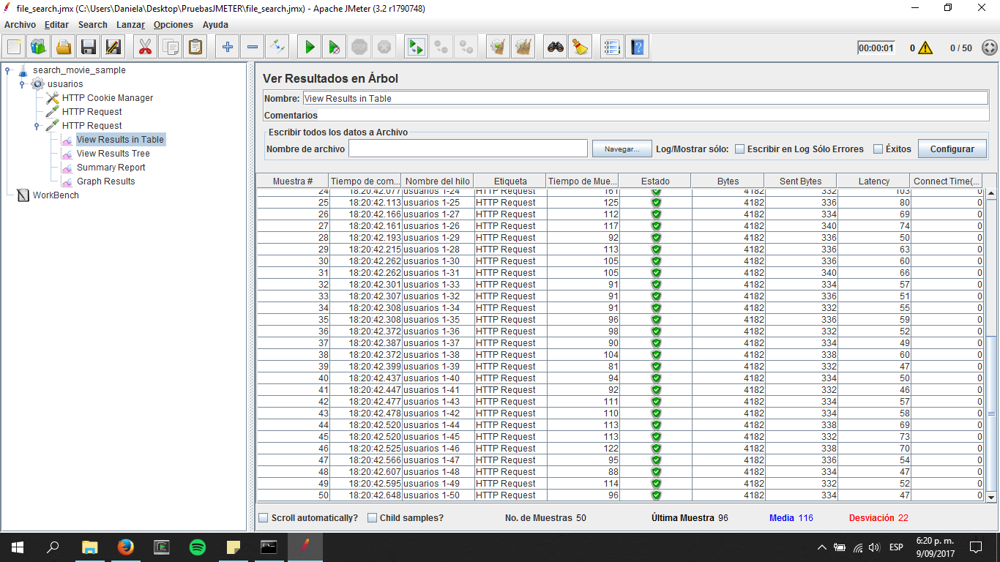 file_search.jmx (C:\Users\Daniela\Desktop\PruebasJMETER\file_search.jmx) - Apache JMeter (3.2 r1790748)
Archivo Editar Search Lanzar Opciones Ayuda
00:00:01 0 0 / 50
search_movie_sample
usuarios
HTTP Cookie Manager
HTTP Request
HTTP Request
View Results in Table
View Results Tree
Summary Report
Graph Results
WorkBench
Ver Resultados en Árbol
Nombre: View Results in Table
Comentarios
Escribir todos los datos a Archivo
Nombre de archivo Navegar... Log/Mostrar sólo: Escribir en Log Sólo Errores Éxitos Configurar
Muestra # Tiempo de com... Nombre del hilo Etiqueta Tiempo de Mue... Estado Bytes Sent Bytes Latency Connect Time(...
24 18:20:42.077 usuarios 1-24 HTTP Request 161 4182 332 103 0
25 18:20:42.113 usuarios 1-25 HTTP Request 125 4182 336 80 0
26 18:20:42.166 usuarios 1-27 HTTP Request 112 4182 334 69 0
27 18:20:42.161 usuarios 1-26 HTTP Request 117 4182 340 74 0
28 18:20:42.193 usuarios 1-29 HTTP Request 92 4182 336 50 0
29 18:20:42.215 usuarios 1-28 HTTP Request 113 4182 336 63 0
30 18:20:42.262 usuarios 1-30 HTTP Request 105 4182 336 60 0
31 18:20:42.262 usuarios 1-31 HTTP Request 105 4182 340 66 0
32 18:20:42.301 usuarios 1-33 HTTP Request 91 4182 334 57 0
33 18:20:42.307 usuarios 1-32 HTTP Request 91 4182 336 51 0
34 18:20:42.308 usuarios 1-34 HTTP Request 91 4182 332 55 0
35 18:20:42.308 usuarios 1-35 HTTP Request 96 4182 336 59 0
36 18:20:42.372 usuarios 1-36 HTTP Request 98 4182 332 52 0
37 18:20:42.387 usuarios 1-37 HTTP Request 90 4182 334 49 0
38 18:20:42.372 usuarios 1-38 HTTP Request 104 4182 338 60 0
39 18:20:42.399 usuarios 1-39 HTTP Request 81 4182 332 47 0
40 18:20:42.437 usuarios 1-40 HTTP Request 94 4182 334 50 0
41 18:20:42.447 usuarios 1-41 HTTP Request 92 4182 332 46 0
42 18:20:42.477 usuarios 1-43 HTTP Request 111 4182 334 57 0
43 18:20:42.478 usuarios 1-42 HTTP Request 110 4182 334 58 0
44 18:20:42.520 usuarios 1-44 HTTP Request 113 4182 338 69 0
45 18:20:42.520 usuarios 1-45 HTTP Request 113 4182 332 73 0
46 18:20:42.525 usuarios 1-46 HTTP Request 122 4182 338 70 0
47 18:20:42.566 usuarios 1-47 HTTP Request 95 4182 336 54 0
48 18:20:42.607 usuarios 1-48 HTTP Request 88 4182 334 47 0
49 18:20:42.595 usuarios 1-49 HTTP Request 114 4182 332 52 0
50 18:20:42.648 usuarios 1-50 HTTP Request 96 4182 334 47 0
Scroll automatically? Child samples? No. de Muestras 50 Última Muestra 96 Media 116 Desviación 22
ESP
6:20 p. m.
9/09/2017